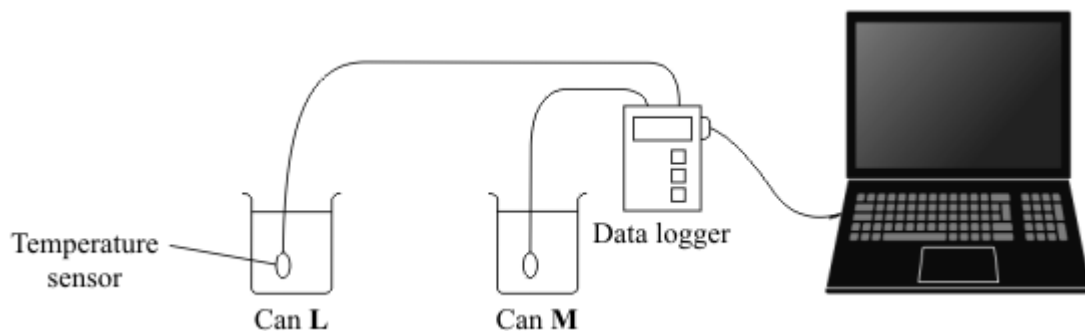 Data logger
Temperature
sensor
Can L
Can M